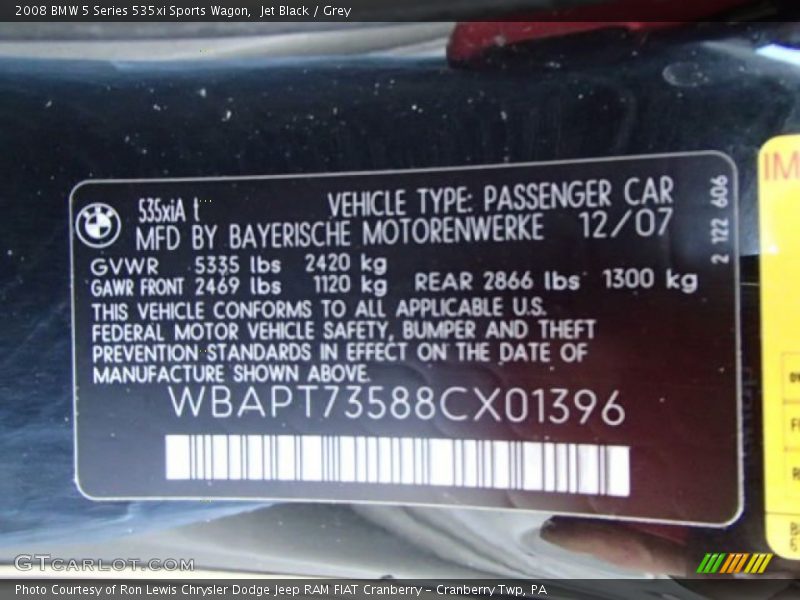 2008 BMW 5 Series 535xi Sports Wagon,  Jet Black / Grey
535xiA t
VEHICLE TYPE: PASSENGER CAR
MFD BY BAYERISCHE MOTORENWERKE 12/07
GVWR 5335 lbs 2420 kg
GAWR FRONT 2469 lbs 1120 kg REAR 2866 lbs 1300 kg
THIS VEHICLE CONFORMS TO ALL APPLICABLE U.S.
FEDERAL MOTOR VEHICLE SAFETY, BUMPER AND THEFT
PREVENTION STANDARDS IN EFFECT ON THE DATE OF
MANUFACTURE SHOWN ABOVE.
WBAPT73588CX01396
2 122 606
IM
GTCARLOT.COM
Photo Courtesy of Ron Lewis Chrysler Dodge Jeep RAM FIAT Cranberry - Cranberry Twp, PA